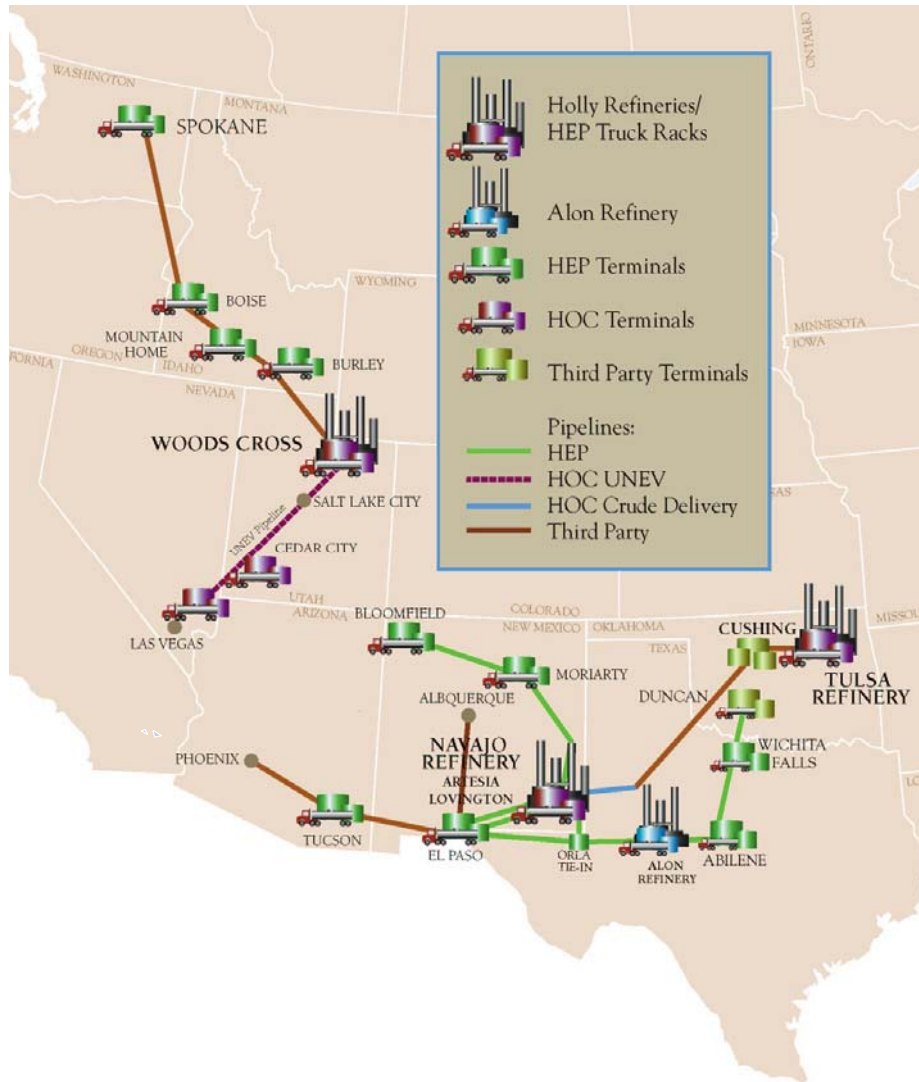 ONTARIO
WASHINGTON
MONTANA
SPOKANE
Holly Refineries/
HEP Truck Racks
Alon Refinery
HEP Terminals
HOC Terminals
Third Party Terminals
Pipelines:
HEP
HOC UNEV
HOC Crude Delivery
Third Party
WYOMING
BOISE
MOUNTAIN
HOME
BURLEY
MINNESOTA
IOWA
OREGON
IDAHO
FORNIA
NEVADA
WOODS CROSS
SALT LAKE CITY
SAS
UNEV Pipeline
CEDAR CITY
UTAH
ARIZONA
COLORADO
NEW MEXICO
OKLAHOMA
TEXAS
MISSO
LAS VEGAS
BLOOMFIELD
MORIARTY
CUSHING
TULSA
REFINERY
DUNCAN
ALBUQUERQUE
NAVAJO
REFINERY
ARTESIA
LOVINGTON
WICHITA
FALLS
PHOENIX
LO
TUCSON
EL PASO
ORLA
TIE-IN
ALON
REFINERY
ABILENE